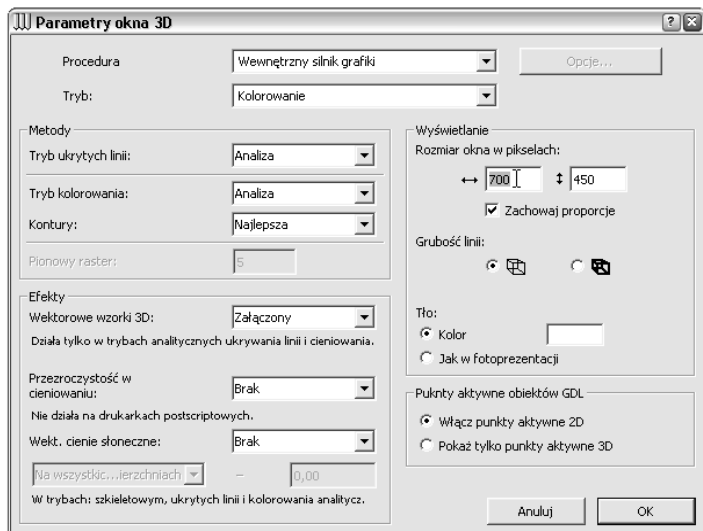 Parametry okna 3D
Procedura
Wewnętrzny silnik grafiki
Opcje...
Tryb:
Kolorowanie
Metody
Tryb ukrytych linii:
Analiza
Tryb kolorowania:
Analiza
Kontury:
Najlepsza
Pionowy raster:
5
Efekty
Wektorowe wzorki 3D:
Załączony
Działa tylko w trybach analitycznych ukrywania linii i cieniowania.
Przezroczystość w
cieniowaniu:
Brak
Nie działa na drukarkach postscriptowych.
Wekt. cienie słoneczne:
Brak
Na wszystkic...ierzchniach
–
0,00
W trybach: szkieletowym, ukrytych linii i kolorowania analitycz.
Wyświetlanie
Rozmiar okna w pikselach:
700
450
Zachowaj proporcje
Grubość linii:
Tło:
Kolor
Jak w fotoprezentacji
Puknty aktywne obiektów GDL
Włącz punkty aktywne 2D
Pokaż tylko punkty aktywne 3D
Anuluj
OK